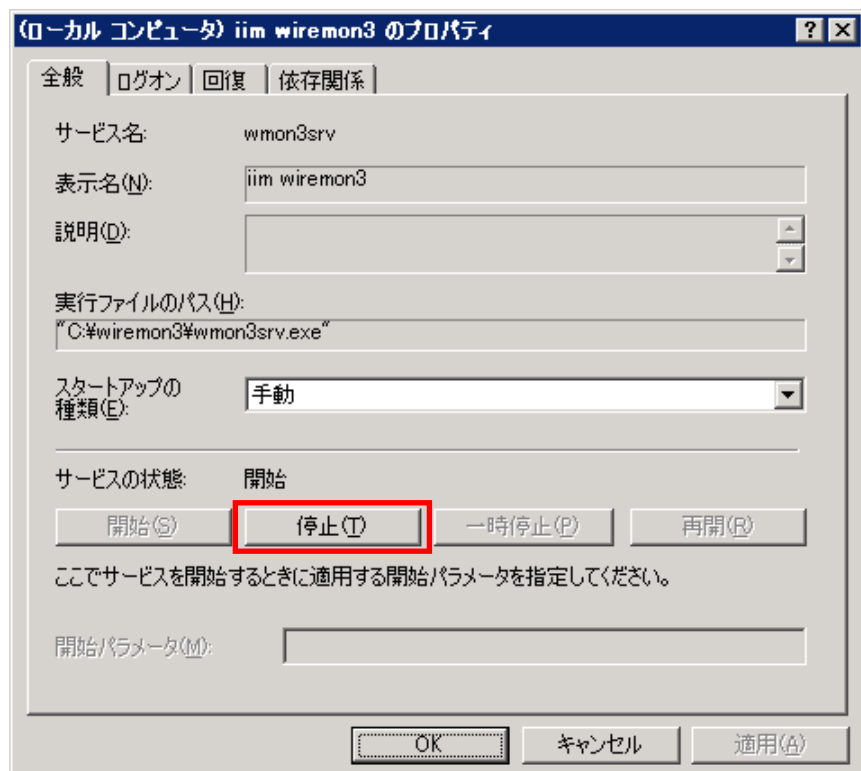 (ローカル コンピュータ) iim wiremon3 のプロパティ
全般 ログオン 回復 依存関係
サービス名: wmon3srv
表示名(N): iim wiremon3
説明(D):
実行ファイルのパス(H):
"C:¥wiremon3¥wmon3srv.exe"
スタートアップの
種類(E): 手動
サービスの状態: 開始
開始(S) 停止(T) 一時停止(P) 再開(R)
ここでサービスを開始するときに適用する開始パラメータを指定してください。
開始パラメータ(M):
OK キャンセル 適用(A)